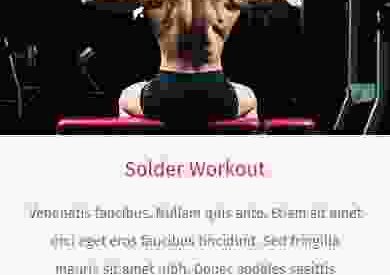 Solder Workout
Venenatis faucibus. Nullam quis ante. Etiam sit amet
orci eget eros faucibus tincidunt. Sed fringilla
mauris sit amet nibh. Donec sodales sagittis